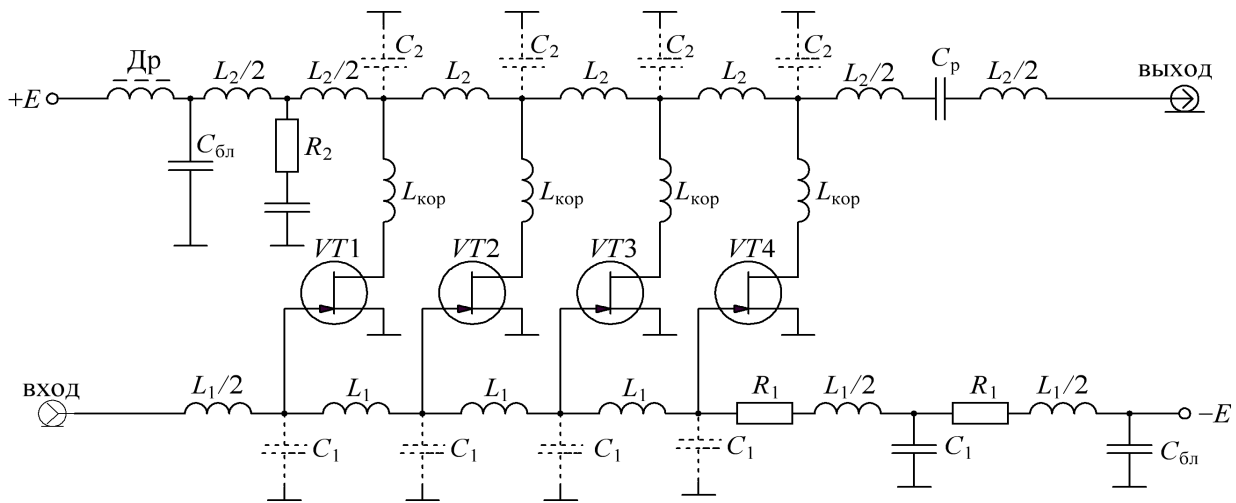 C₂ C₂ C₂ C₂
Др L₂/2 L₂/2 L₂ L₂ L₂ L₂/2 Cр L₂/2 выход
+E
Cбл R₂
Lкор Lкор Lкор Lкор
VT1 VT2 VT3 VT4
вход L₁/2 L₁ L₁ L₁ R₁ L₁/2 R₁ L₁/2
−E
C₁ C₁ C₁ C₁ C₁ Cбл